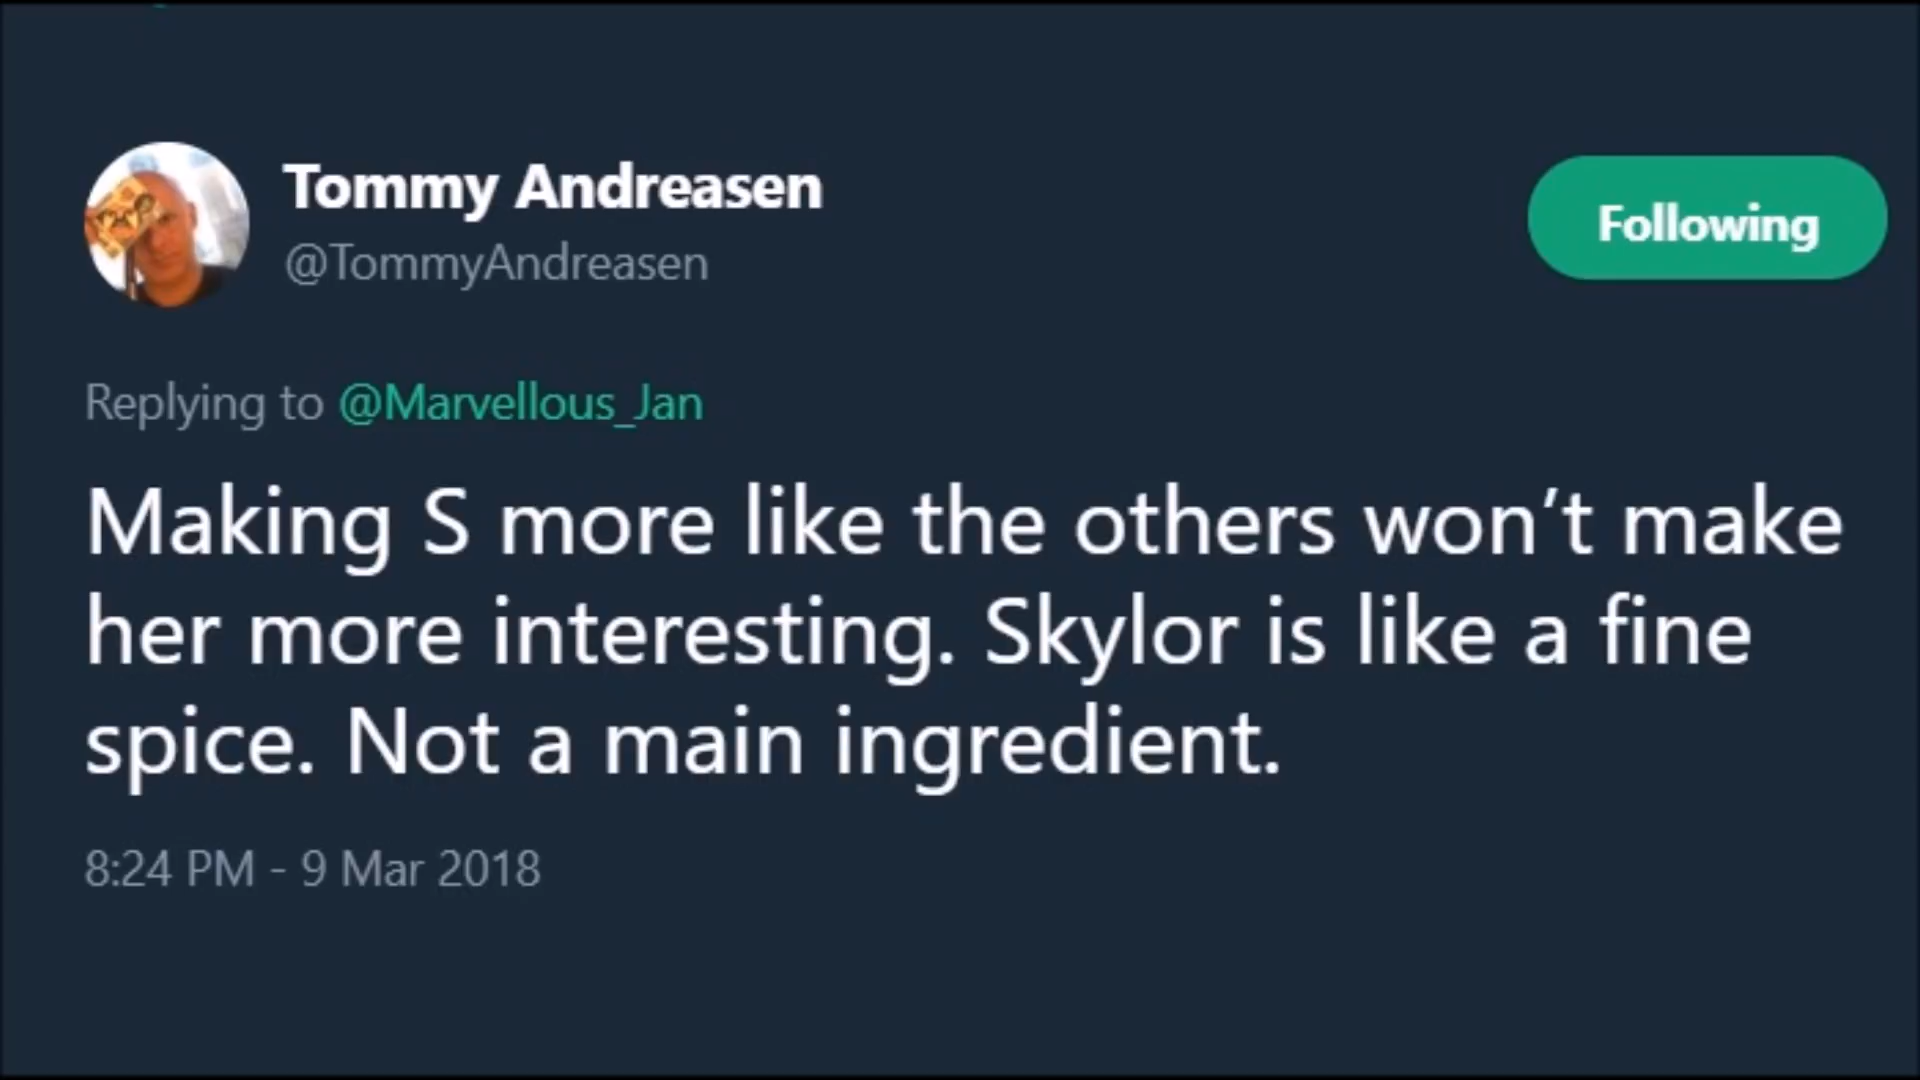 Tommy Andreasen
@TommyAndreasen
Following
Replying to @Marvellous_Jan
Making S more like the others won’t make
her more interesting. Skylor is like a fine
spice. Not a main ingredient.
8:24 PM - 9 Mar 2018